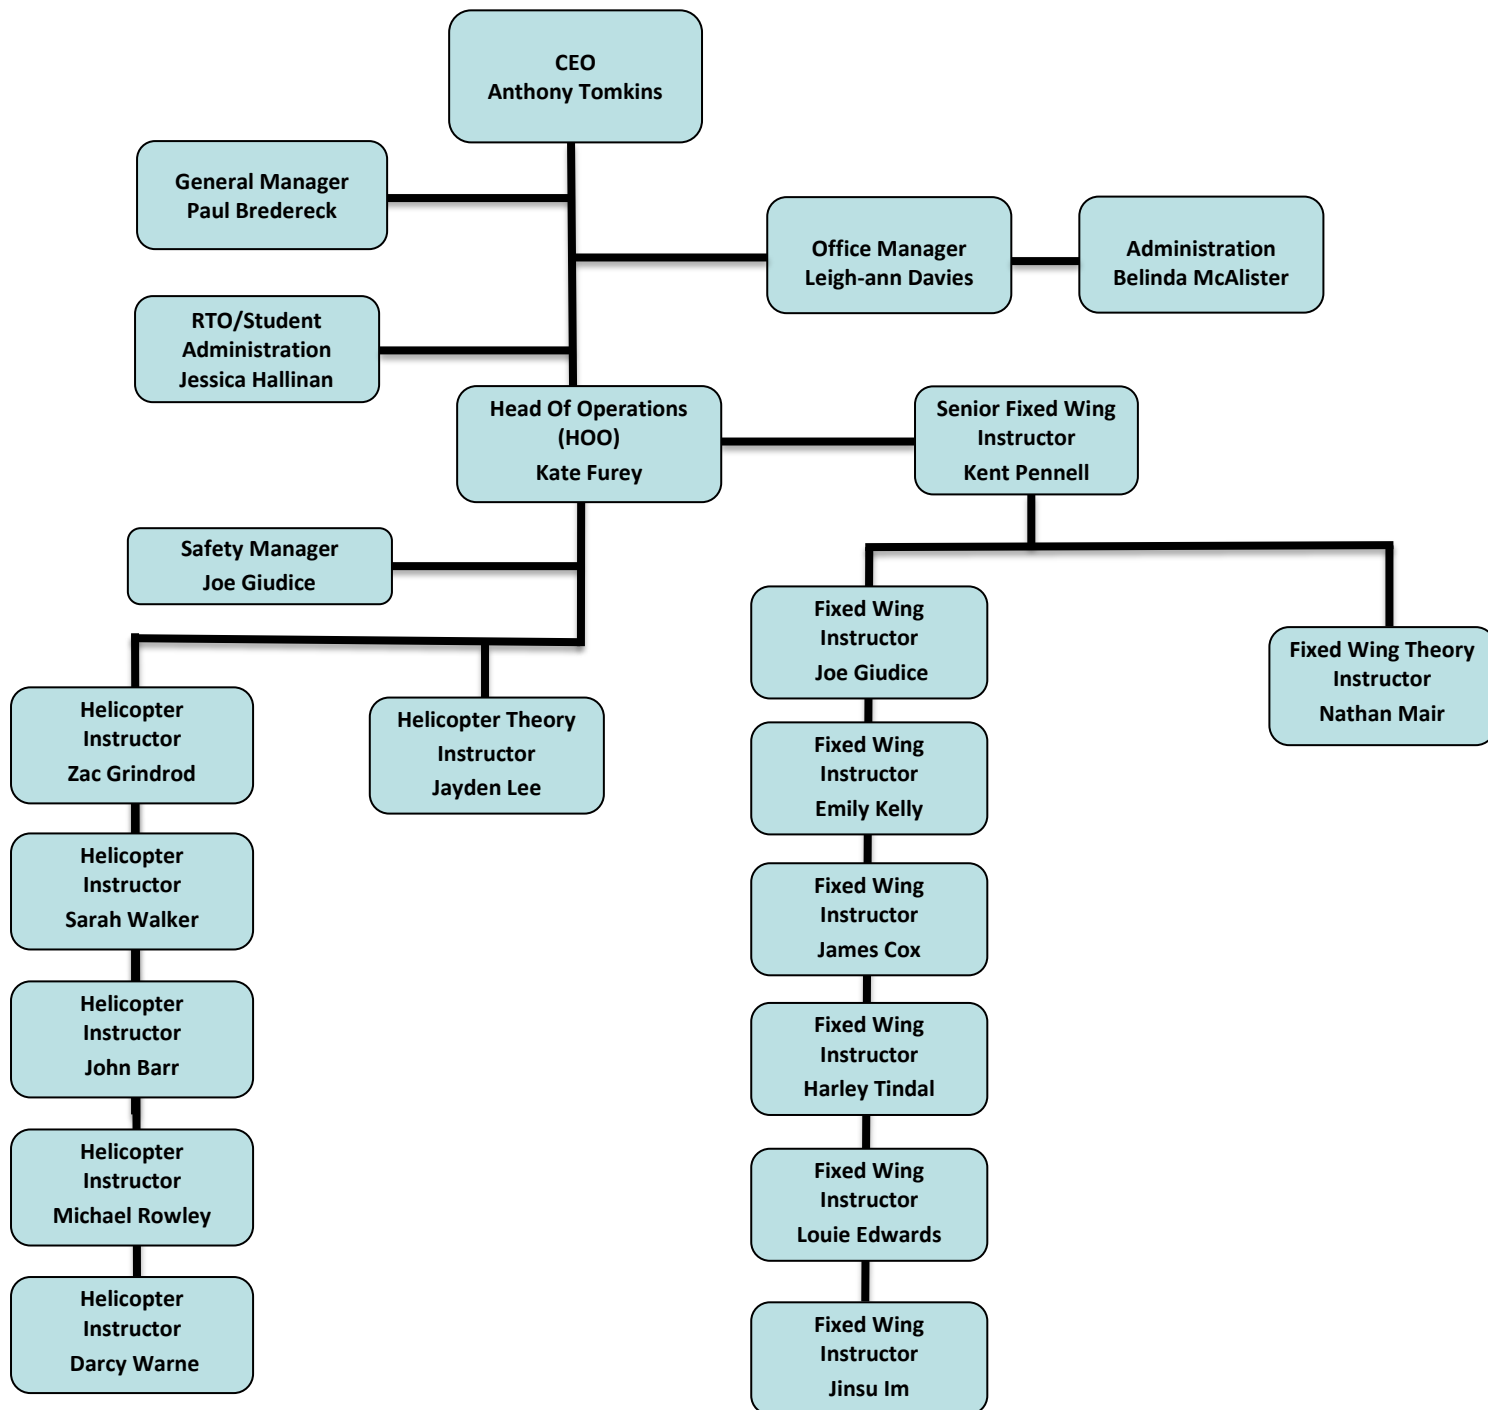 CEO
Anthony Tomkins
General Manager
Paul Bredereck
Office Manager
Leigh-ann Davies
Administration
Belinda McAlister
RTO/Student
Administration
Jessica Hallinan
Head Of Operations
(HOO)
Kate Furey
Senior Fixed Wing
Instructor
Kent Pennell
Safety Manager
Joe Giudice
Helicopter
Instructor
Zac Grindrod
Helicopter Theory
Instructor
Jayden Lee
Fixed Wing
Instructor
Joe Giudice
Fixed Wing Theory
Instructor
Nathan Mair
Fixed Wing
Instructor
Emily Kelly
Helicopter
Instructor
Sarah Walker
Fixed Wing
Instructor
James Cox
Helicopter
Instructor
John Barr
Fixed Wing
Instructor
Harley Tindal
Helicopter
Instructor
Michael Rowley
Fixed Wing
Instructor
Louie Edwards
Helicopter
Instructor
Darcy Warne
Fixed Wing
Instructor
Jinsu Im